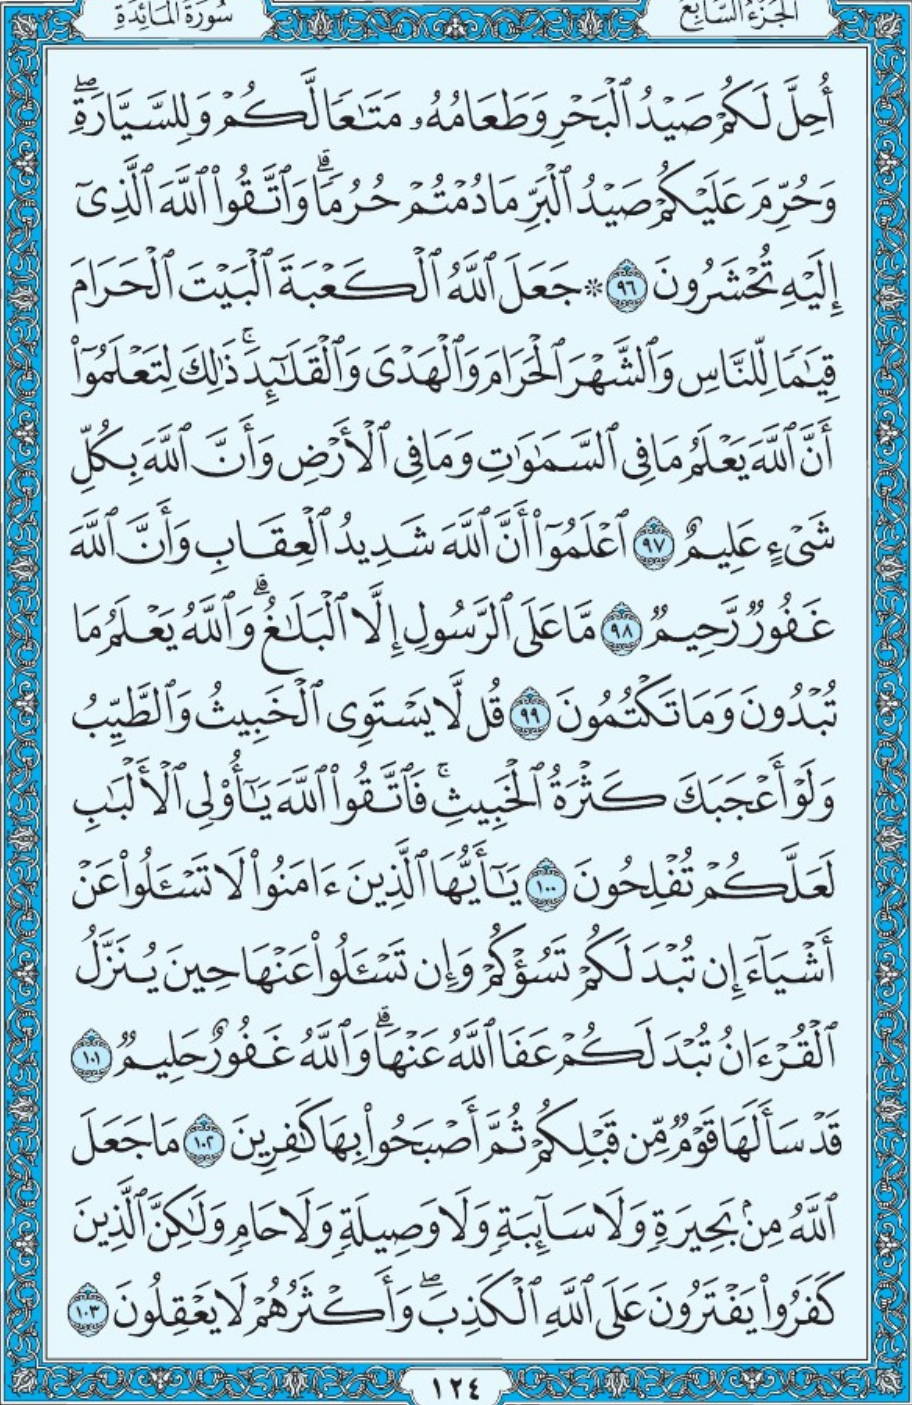 الجزء السابع
سورة المائدة
أُحِلَّ لَكُمۡ صَيۡدُ ٱلۡبَحۡرِ وَطَعَامُهُۥ مَتَٰعٗا لَّكُمۡ وَلِلسَّيَّارَةِۖ
وَحُرِّمَ عَلَيۡكُمۡ صَيۡدُ ٱلۡبَرِّ مَا دُمۡتُمۡ حُرُمٗاۗ وَٱتَّقُواْ ٱللَّهَ ٱلَّذِيٓ
إِلَيۡهِ تُحۡشَرُونَ ٩٦ ۞ جَعَلَ ٱللَّهُ ٱلۡكَعۡبَةَ ٱلۡبَيۡتَ ٱلۡحَرَامَ
قِيَٰمٗا لِّلنَّاسِ وَٱلشَّهۡرَ ٱلۡحَرَامَ وَٱلۡهَدۡيَ وَٱلۡقَلَٰٓئِدَۚ ذَٰلِكَ لِتَعۡلَمُوٓاْ
أَنَّ ٱللَّهَ يَعۡلَمُ مَا فِي ٱلسَّمَٰوَٰتِ وَمَا فِي ٱلۡأَرۡضِ وَأَنَّ ٱللَّهَ بِكُلِّ
شَيۡءٍ عَلِيمٌ ٩٧ ٱعۡلَمُوٓاْ أَنَّ ٱللَّهَ شَدِيدُ ٱلۡعِقَابِ وَأَنَّ ٱللَّهَ
غَفُورٞ رَّحِيمٞ ٩٨ مَّا عَلَى ٱلرَّسُولِ إِلَّا ٱلۡبَلَٰغُۗ وَٱللَّهُ يَعۡلَمُ مَا
تُبۡدُونَ وَمَا تَكۡتُمُونَ ٩٩ قُل لَّا يَسۡتَوِي ٱلۡخَبِيثُ وَٱلطَّيِّبُ
وَلَوۡ أَعۡجَبَكَ كَثۡرَةُ ٱلۡخَبِيثِۚ فَٱتَّقُواْ ٱللَّهَ يَٰٓأُوْلِي ٱلۡأَلۡبَٰبِ
لَعَلَّكُمۡ تُفۡلِحُونَ ١٠٠ يَٰٓأَيُّهَا ٱلَّذِينَ ءَامَنُواْ لَا تَسۡـَٔلُواْ عَنۡ
أَشۡيَآءَ إِن تُبۡدَ لَكُمۡ تَسُؤۡكُمۡ وَإِن تَسۡـَٔلُواْ عَنۡهَا حِينَ يُنَزَّلُ
ٱلۡقُرۡءَانُ تُبۡدَ لَكُمۡ عَفَا ٱللَّهُ عَنۡهَاۗ وَٱللَّهُ غَفُورٌ حَلِيمٞ ١٠١
قَدۡ سَأَلَهَا قَوۡمٞ مِّن قَبۡلِكُمۡ ثُمَّ أَصۡبَحُواْ بِهَا كَٰفِرِينَ ١٠٢ مَا جَعَلَ
ٱللَّهُ مِنۢ بَحِيرَةٖ وَلَا سَآئِبَةٖ وَلَا وَصِيلَةٖ وَلَا حَامٖ وَلَٰكِنَّ ٱلَّذِينَ
كَفَرُواْ يَفۡتَرُونَ عَلَى ٱللَّهِ ٱلۡكَذِبَۖ وَأَكۡثَرُهُمۡ لَا يَعۡقِلُونَ ١٠٣
١٢٤